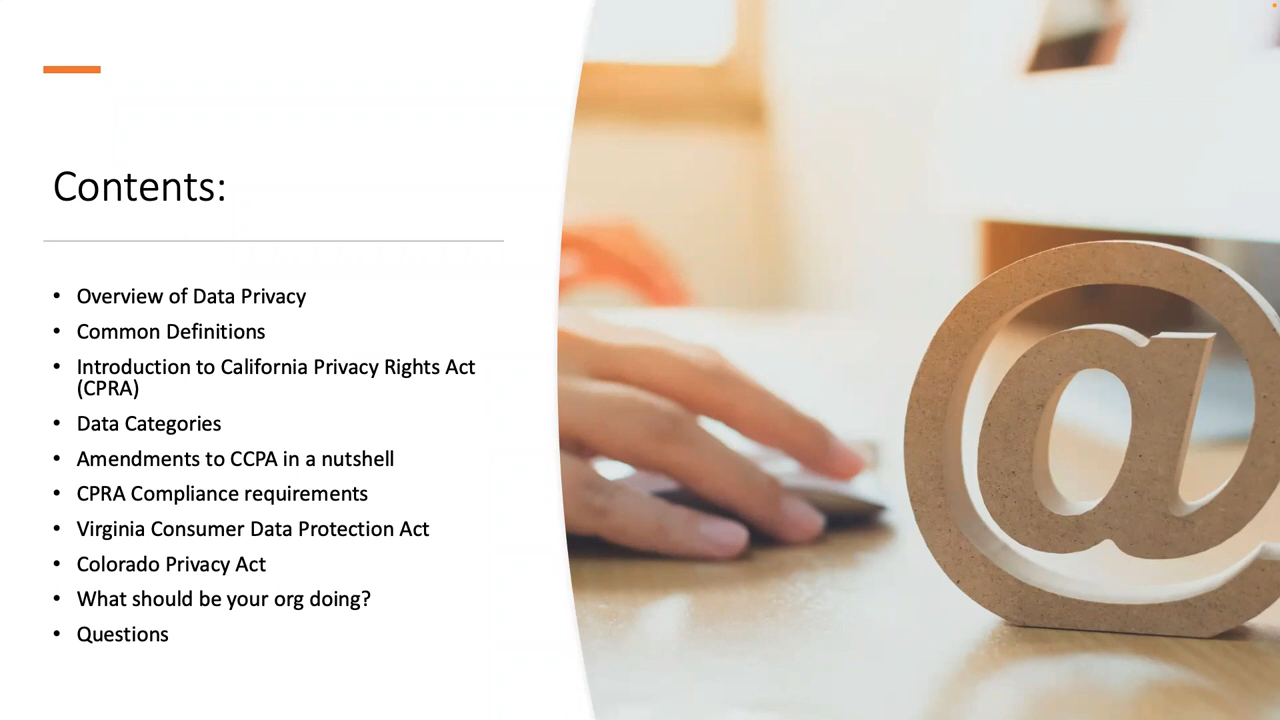 Contents:
• Overview of Data Privacy
• Common Definitions
• Introduction to California Privacy Rights Act
(CPRA)
• Data Categories
• Amendments to CCPA in a nutshell
• CPRA Compliance requirements
• Virginia Consumer Data Protection Act
• Colorado Privacy Act
• What should be your org doing?
• Questions
@